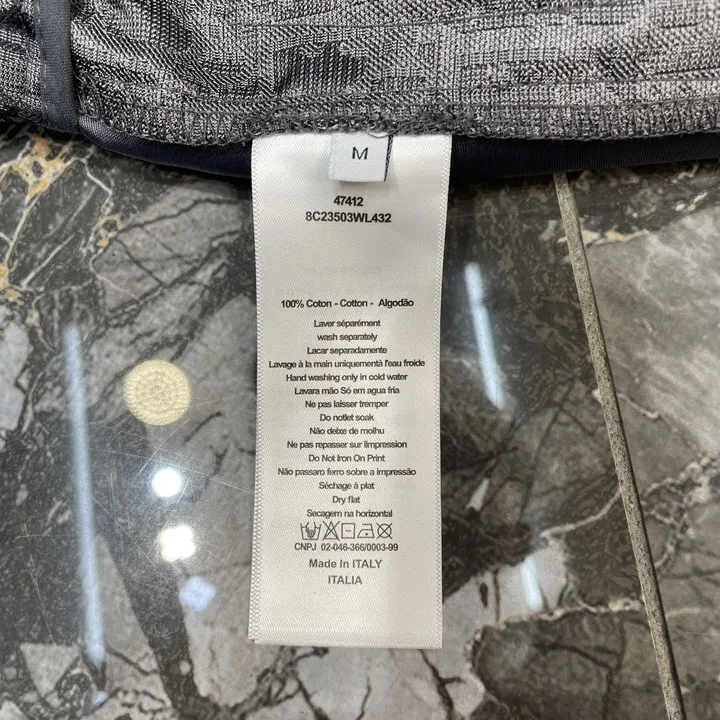 M
47412
8C23503WL432
100% Coton - Cotton - Algodão
Laver séparément
wash separately
Lacar separadamente
Lavage à la main uniquementà l'eau froide
Hand washing only in cold water
Lavara mão Só em agua fria
Ne pas laisser tremper
Do notlet soak
Não deixe de molhu
Ne pas repasser sur limpression
Do Not Iron On Print
Não passaro ferro sobre a impressão
Séchage á plat
Dry flat
Secagem na horizontal
CNPJ 02-046-366/0003-99
Made In ITALY
ITALIA